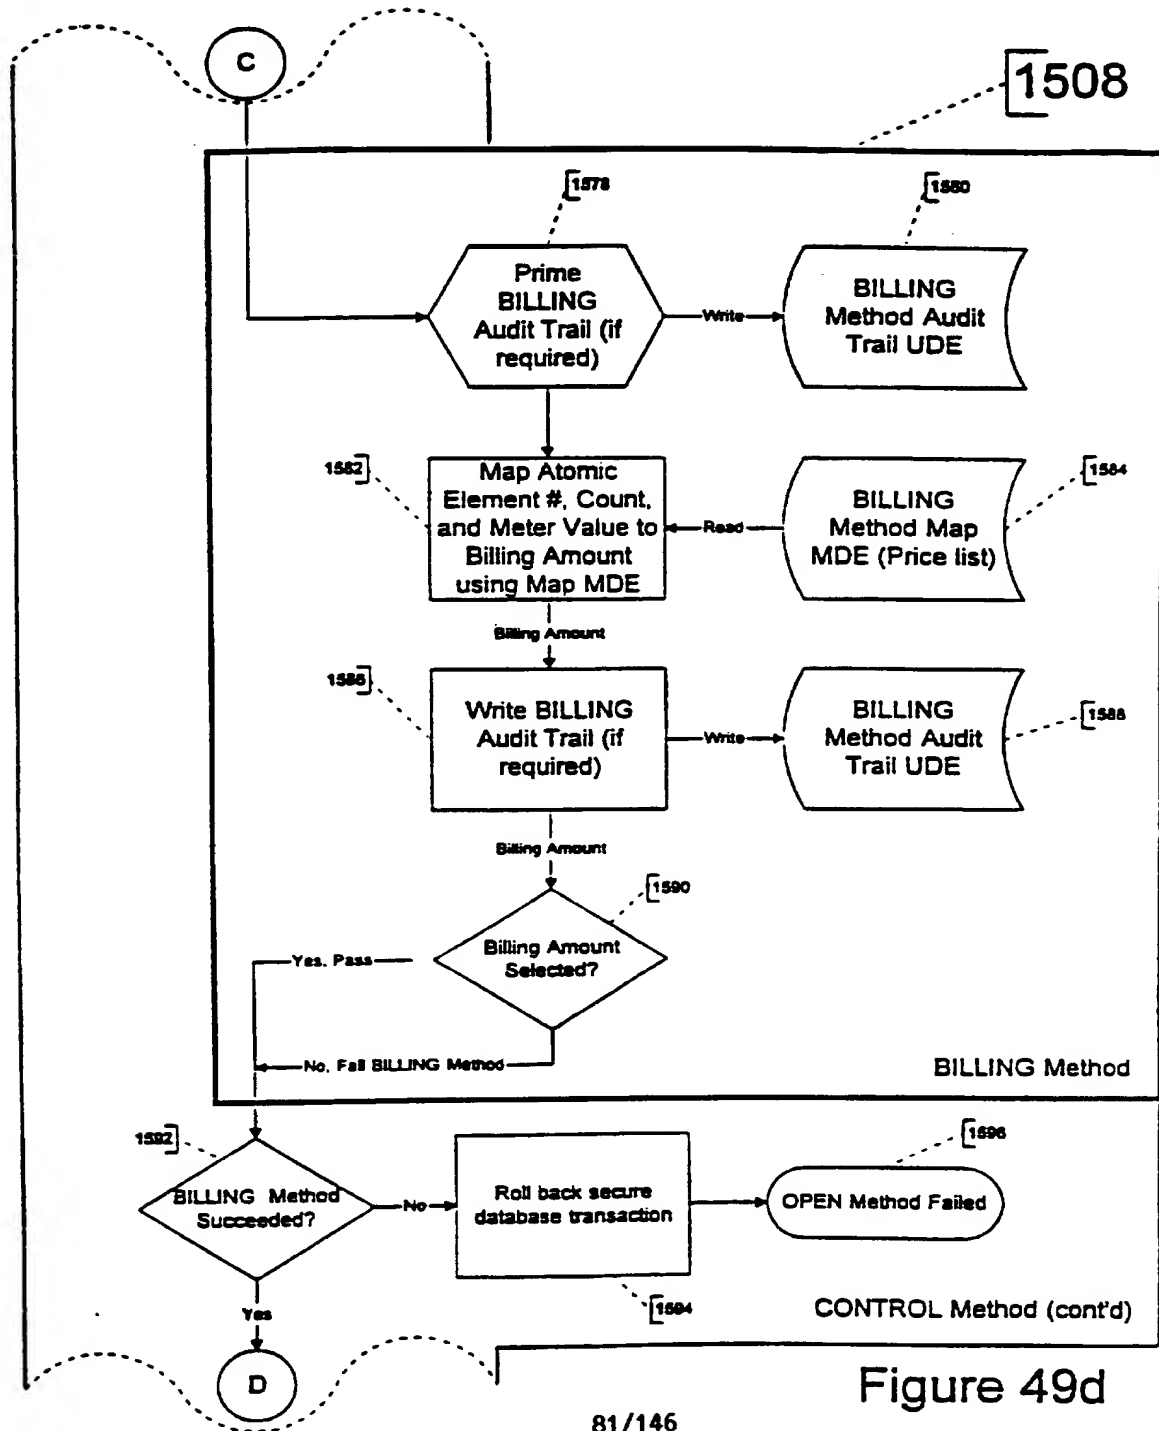 C
1508
1578
1580
Prime
BILLING
Audit Trail (if
required)
Write
BILLING
Method Audit
Trail UDE
1582
Map Atomic
Element #, Count,
and Meter Value to
Billing Amount
using Map MDE
Read
BILLING
Method Map
MDE (Price list)
1584
Billing Amount
1586
Write BILLING
Audit Trail (if
required)
Write
BILLING
Method Audit
Trail UDE
1588
Billing Amount
1590
Billing Amount
Selected?
Yes, Pass
No, Fail BILLING Method
BILLING Method
1592
BILLING Method
Succeeded?
No
Roll back secure
database transaction
1596
OPEN Method Failed
1594
Yes
CONTROL Method (cont'd)
D
Figure 49d
81/146